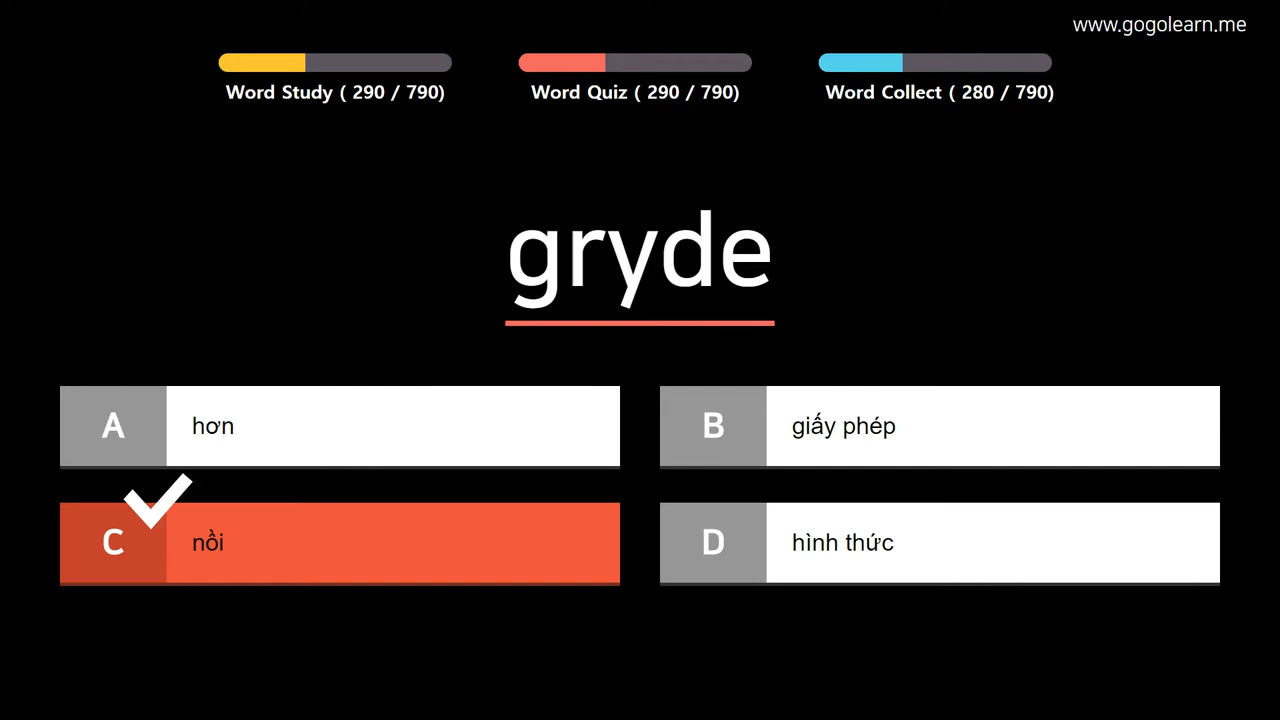 www.gogolearn.me
Word Study ( 290 / 790)
Word Quiz ( 290 / 790)
Word Collect ( 280 / 790)
gryde
A
hơn
B
giấy phép
C
nồi
D
hình thức